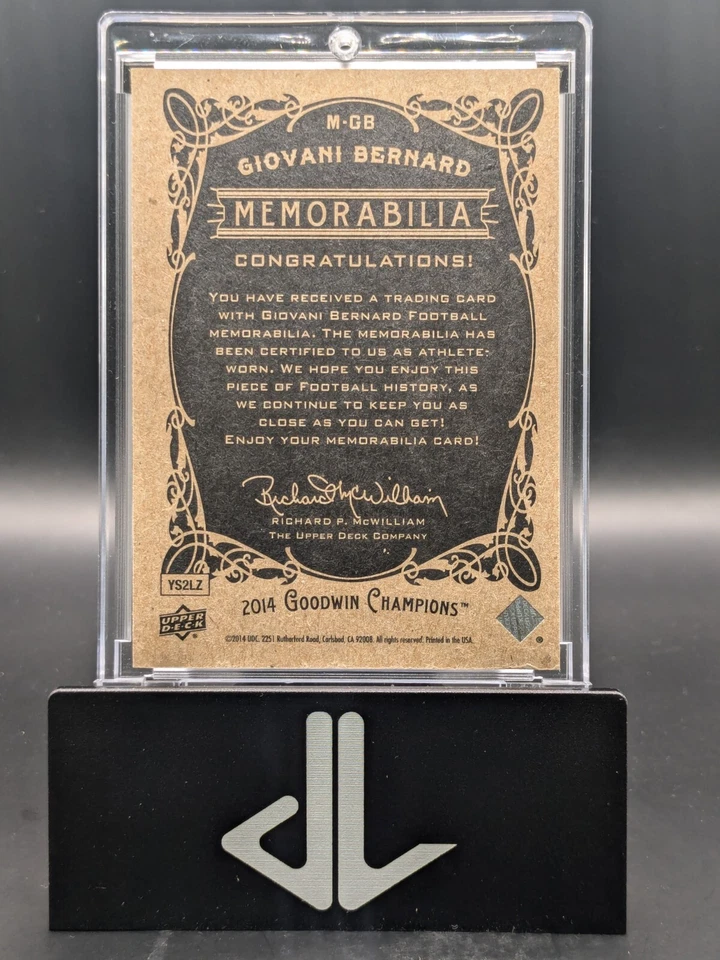 M-GB
GIOVANI BERNARD
MEMORABILIA
CONGRATULATIONS!
YOU HAVE RECEIVED A TRADING CARD
WITH GIOVANI BERNARD FOOTBALL
MEMORABILIA. THE MEMORABILIA HAS
BEEN CERTIFIED TO US AS ATHLETE-
WORN. WE HOPE YOU ENJOY THIS
PIECE OF FOOTBALL HISTORY, AS
WE CONTINUE TO KEEP YOU AS
CLOSE AS YOU CAN GET!
ENJOY YOUR MEMORABILIA CARD!
Richard McWilliam
RICHARD P. MCWILLIAM
THE UPPER DECK COMPANY
YS2LZ
UPPER
D·E·C·K
2014 GOODWIN CHAMPIONS™
©2014 UDC. 2251 Rutherford Road, Carlsbad, CA 92008. All rights reserved. Printed in the USA.
®
dL